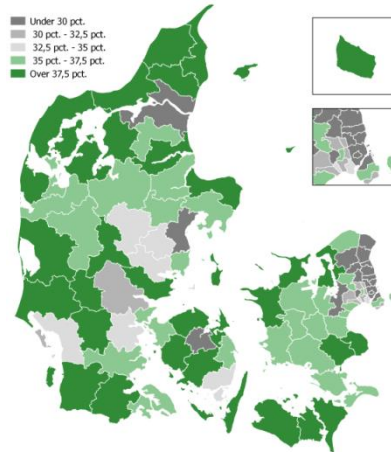 Under 30 pct.
30 pct. - 32,5 pct.
32,5 pct. - 35 pct.
35 pct. - 37,5 pct.
Over 37,5 pct.